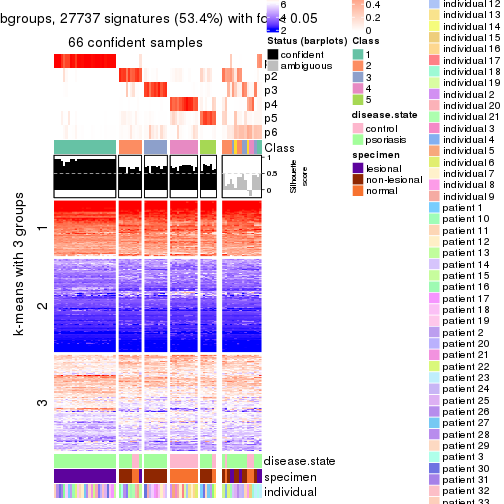 bgroups, 27737 signatures (53.4%) with < 0.05
66 confident samples
p2
p3
p4
p5
p6
Class
1
0.5
0
Silhouette
score
k-means with 3 groups
1
2
3
disease.state
specimen
individual
6
4
2
0.4
0.2
0
Status (barplots)
confident
ambiguous
Class
1
2
3
4
5
disease.state
control
psoriasis
specimen
lesional
non-lesional
normal
individual 12
individual 13
individual 14
individual 15
individual 16
individual 17
individual 18
individual 19
individual 2
individual 20
individual 21
individual 3
individual 4
individual 5
individual 6
individual 7
individual 8
individual 9
patient 1
patient 10
patient 11
patient 12
patient 13
patient 14
patient 15
patient 16
patient 17
patient 18
patient 19
patient 2
patient 20
patient 21
patient 22
patient 23
patient 24
patient 25
patient 26
patient 27
patient 28
patient 29
patient 3
patient 30
patient 31
patient 32
patient 33